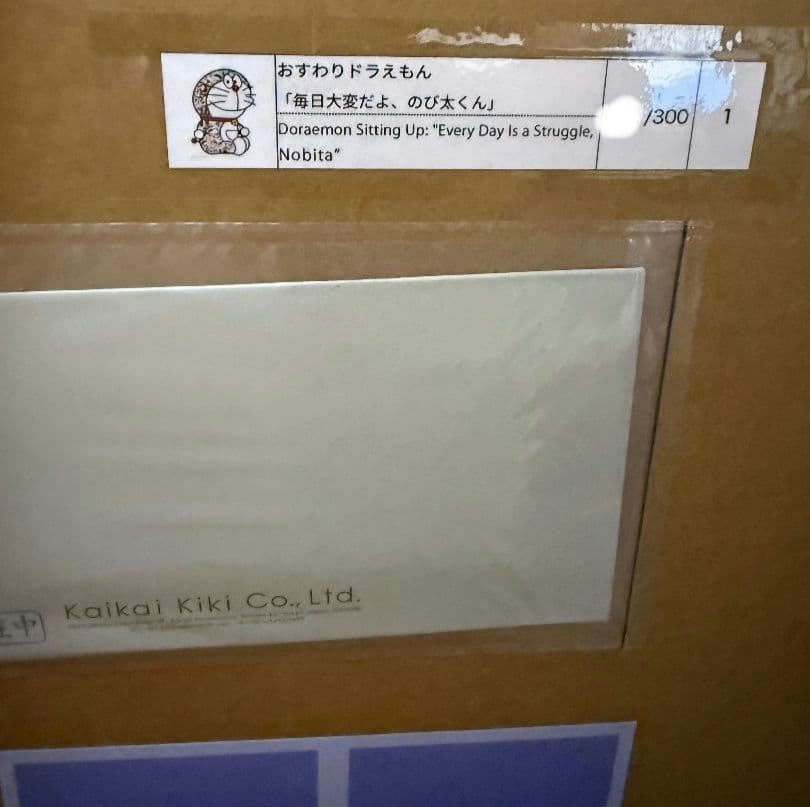 おすわりドラえもん
「毎日大変だよ、のび太くん」
Doraemon Sitting Up: "Every Day Is a Struggle,
Nobita"
/300
1
Kaikai Kiki Co., Ltd.
中